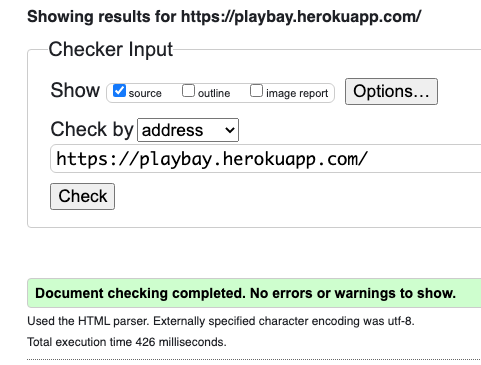 Showing results for https://playbay.herokuapp.com/
Checker Input
Show source outline image report Options...
Check by address
https://playbay.herokuapp.com/
Check
Document checking completed. No errors or warnings to show.
Used the HTML parser. Externally specified character encoding was utf-8.
Total execution time 426 milliseconds.